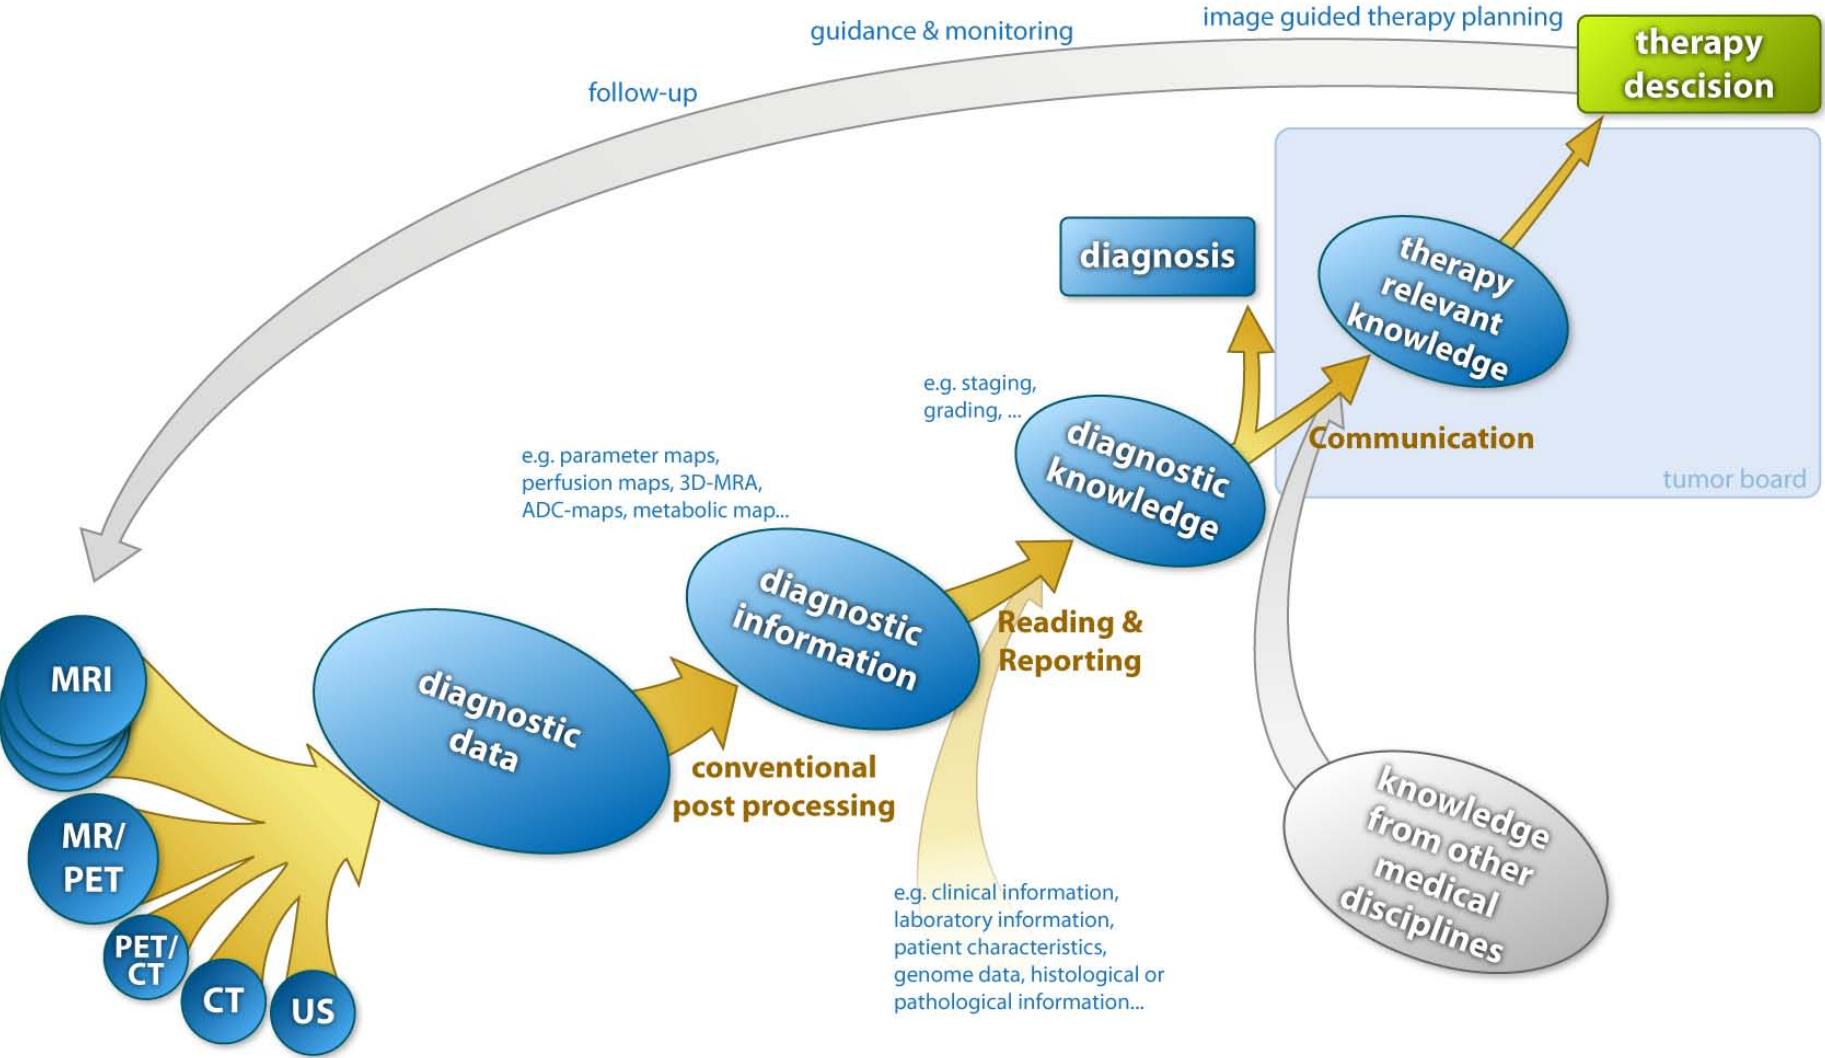 image guided therapy planning
guidance & monitoring
follow-up
therapy
descision
diagnosis
therapy
relevant
knowledge
e.g. staging,
grading, ...
diagnostic
knowledge
Communication
tumor board
e.g. parameter maps,
perfusion maps, 3D-MRA,
ADC-maps, metabolic map...
diagnostic
information
Reading &
Reporting
MRI
diagnostic
data
conventional
post processing
knowledge
from other
medical
disciplines
MR/
PET
PET/
CT
CT
US
e.g. clinical information,
laboratory information,
patient characteristics,
genome data, histological or
pathological information...